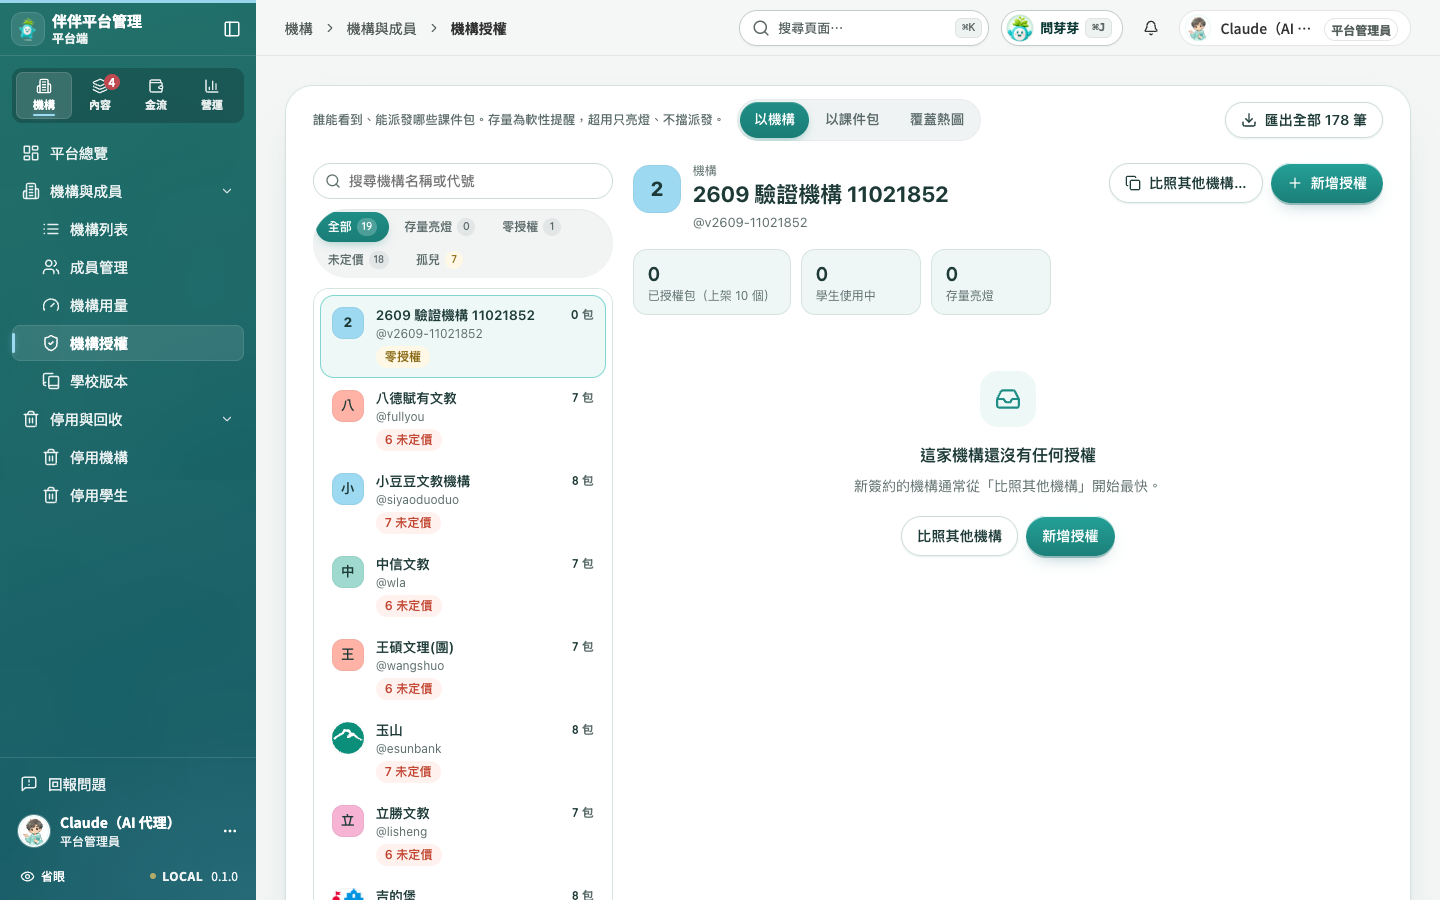 伴伴平台管理
平台端
機構
內容
4
金流
營運
平台總覽
機構與成員
機構列表
成員管理
機構用量
機構授權
學校版本
停用與回收
停用機構
停用學生
回報問題
Claude（AI 代理）
平台管理員
省眼
LOCAL 0.1.0
機構 > 機構與成員 > 機構授權
搜尋頁面… ⌘K
問芽芽 ⌘J
Claude（AI … 平台管理員
誰能看到、能派發哪些課件包。存量為軟性提醒，超用只亮燈、不擋派發。
以機構 以課件包 覆蓋熱圖
匯出全部 178 筆
搜尋機構名稱或代號
全部 19 存量亮燈 0 零授權 1
未定價 18 孤兒 7
2 2609 驗證機構 11021852 0 包
@v2609-11021852
零授權
八 八德賦有文教 7 包
@fullyou
6 未定價
小 小豆豆文教機構 8 包
@siyaoduoduo
7 未定價
中 中信文教 7 包
@wla
6 未定價
王 王碩文理(團) 7 包
@wangshuo
6 未定價
玉山 8 包
@esunbank
7 未定價
立 立勝文教 7 包
@lisheng
6 未定價
吉的堡 8 包
2
機構
2609 驗證機構 11021852
@v2609-11021852
比照其他機構...
新增授權
0
已授權包（上架 10 個）
0
學生使用中
0
存量亮燈
這家機構還沒有任何授權
新簽約的機構通常從「比照其他機構」開始最快。
比照其他機構 新增授權